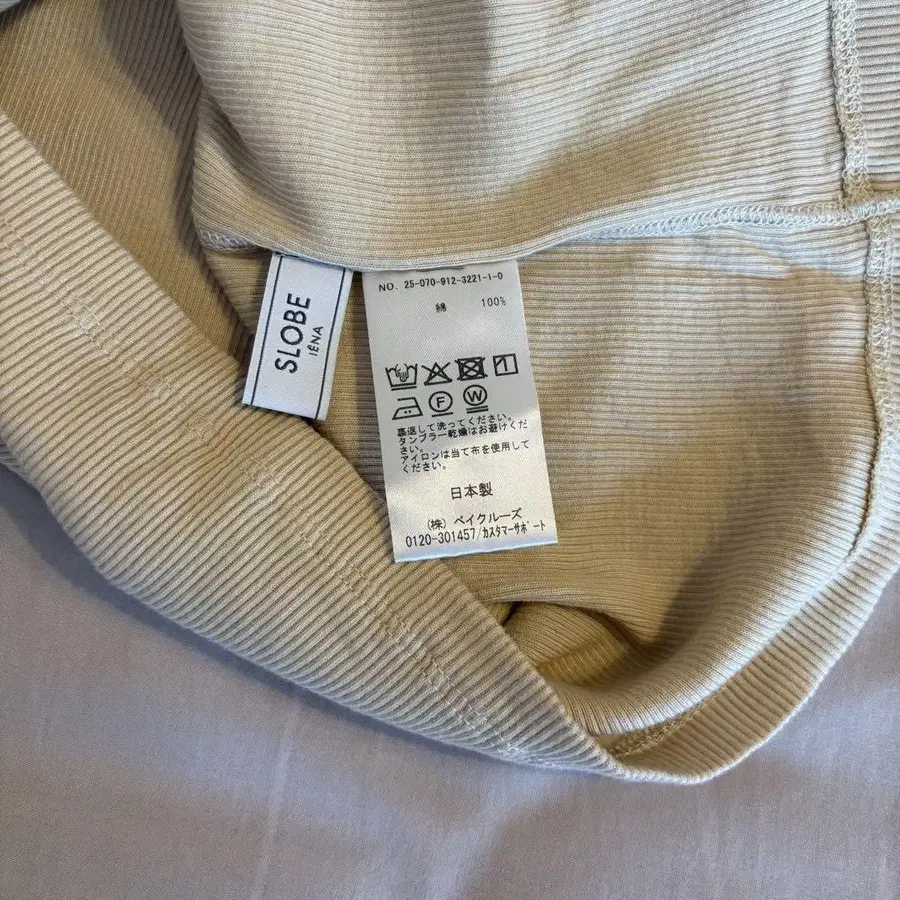 SLOBE
IÉNA
NO. 25-070-912-3221-1-0
綿 100%
F W
裏返して洗ってください。
タンブラー乾燥はお避けくだ
さい。
アイロンは当て布を使用して
ください。
日本製
(株) ベイクルーズ
0120-301457/カスタマーサポート